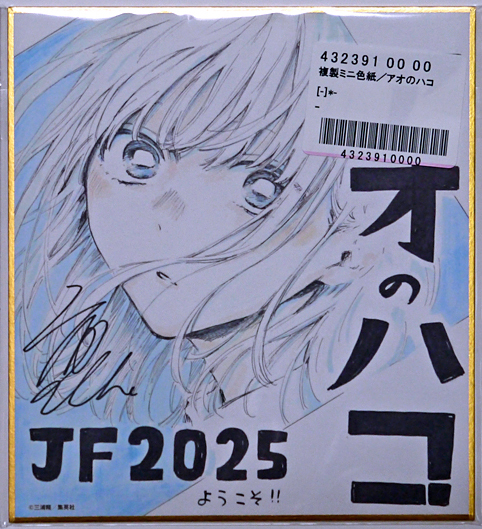 432391 00 00
複製ミニ色紙／アオのハコ
[-]*-
-
4323910000
オのハコ
JF2025
ようこそ!!
©三浦糀 集英社